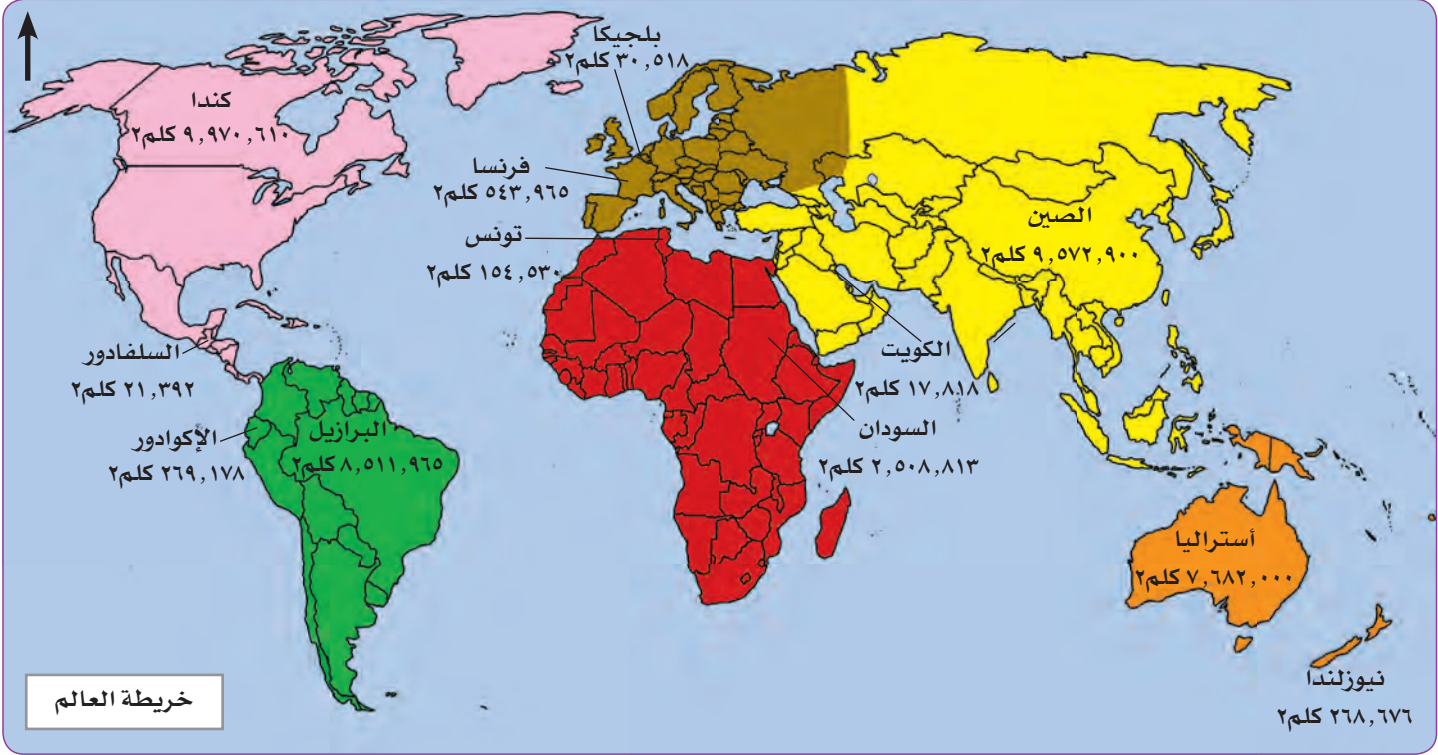 بلجيكا
٣٠,٥١٨ كلم٢
كندا
٩,٩٧٠,٦١٠ كلم٢
فرنسا
٥٤٣,٩٦٥ كلم٢
الصين
٩,٥٧٢,٩٠٠ كلم٢
تونس
١٥٤,٥٣٠ كلم٢
الكويت
١٧,٨١٨ كلم٢
السلفادور
٢١,٣٩٢ كلم٢
السودان
٢,٥٠٨,٨١٣ كلم٢
البرازيل
٨,٥١١,٩٦٥ كلم٢
الإكوادور
٢٦٩,١٧٨ كلم٢
أستراليا
٧,٦٨٢,٠٠٠ كلم٢
نيوزلندا
٢٦٨,٦٧٦ كلم٢
خريطة العالم